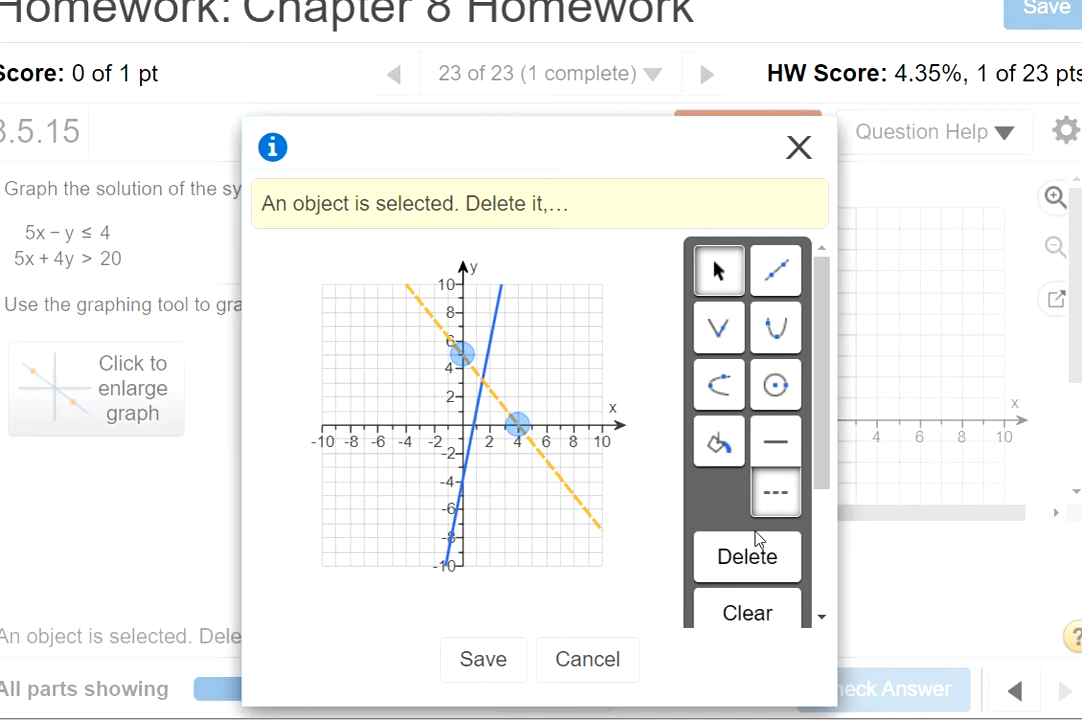 Homework: Chapter 8 Homework
Save
Score: 0 of 1 pt
23 of 23 (1 complete)
HW Score: 4.35%, 1 of 23 pts
8.5.15
Question Help
Graph the solution of the sy
5x − y ≤ 4
5x + 4y > 20
Use the graphing tool to gra
Click to
enlarge
graph
An object is selected. Delete it,...
y
10
8
6
4
2
x
-10 -8 -6 -4 -2 2 4 6 8 10
-2
-4
-6
-8
-10
Delete
Clear
Save
Cancel
x
4 6 8 10
An object is selected. Dele
?
All parts showing
heck Answer